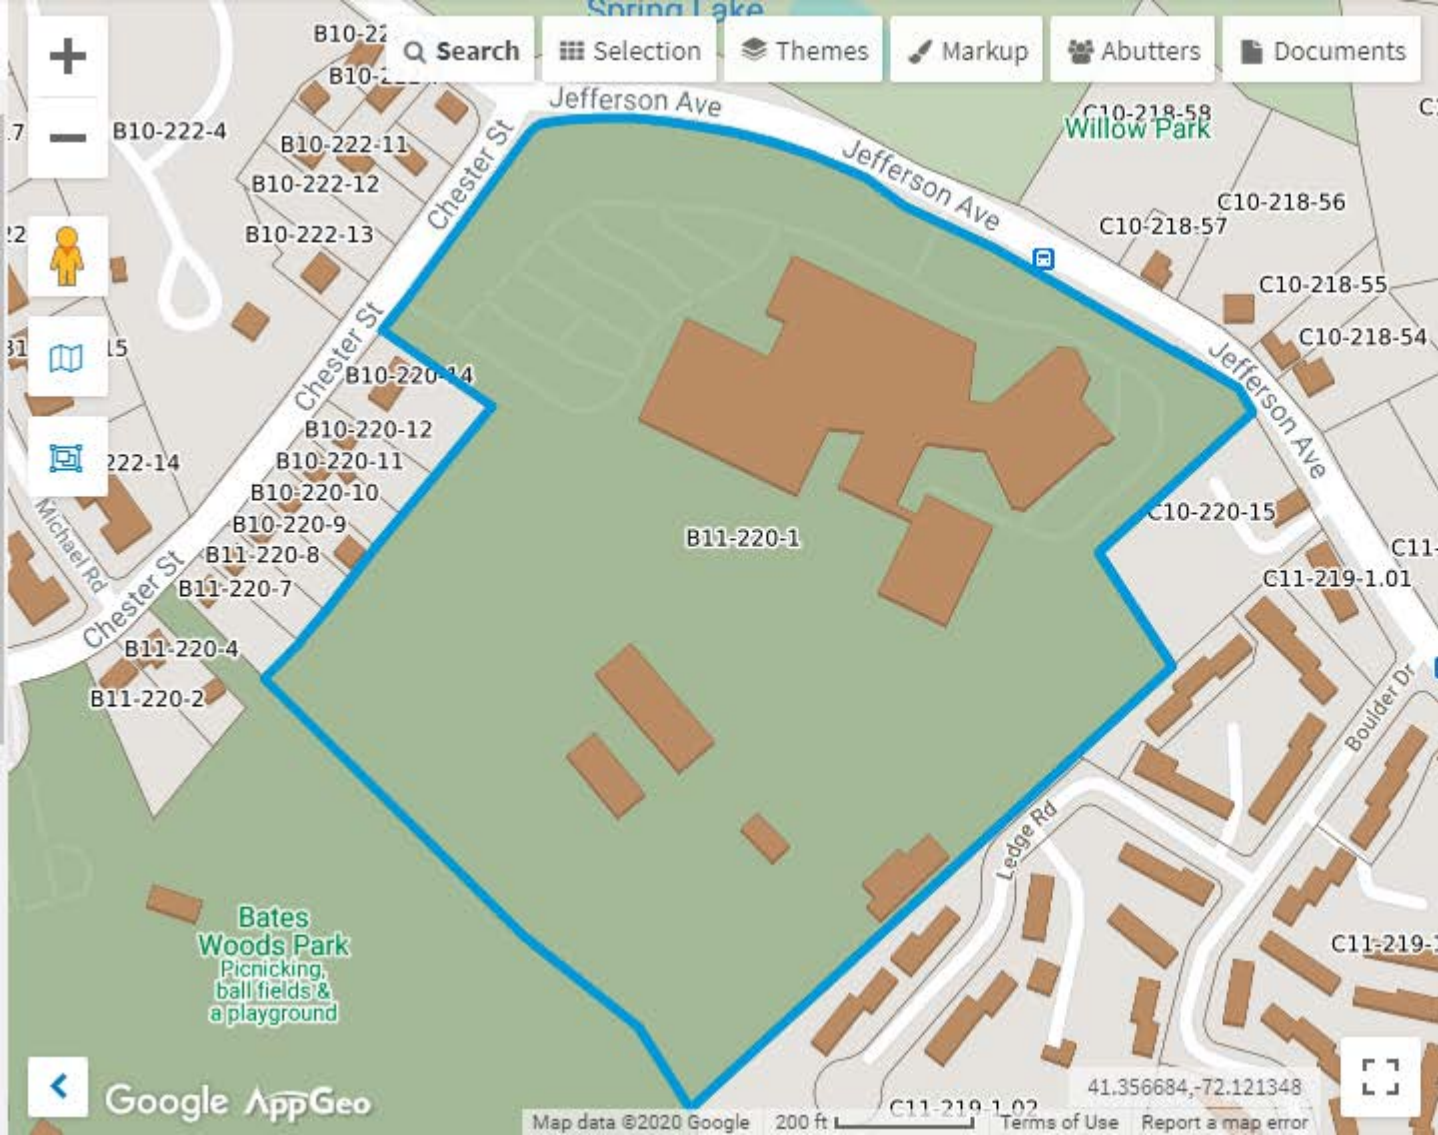 Spring Lake
Search
Selection
Themes
Markup
Abutters
Documents
Jefferson Ave
B10-222-4
B10-222-11
B10-222-12
B10-222-13
Chester St
Jefferson Ave
C10-218-58
Willow Park
C10-218-56
C10-218-57
C10-218-55
C10-218-54
Jefferson Ave
Chester St
B10-220-14
B10-220-12
B10-220-11
B10-220-10
B10-220-9
B11-220-8
B11-220-7
222-14
Michael Rd
Chester St
B11-220-4
B11-220-2
B11-220-1
C10-220-15
C11-219-1.01
Boulder Dr
Ledge Rd
Bates
Woods Park
Picnicking,
ball fields &
a playground
C11-219-1.02
41.356684,-72.121348
Google AppGeo
Map data ©2020 Google
200 ft
Terms of Use
Report a map error